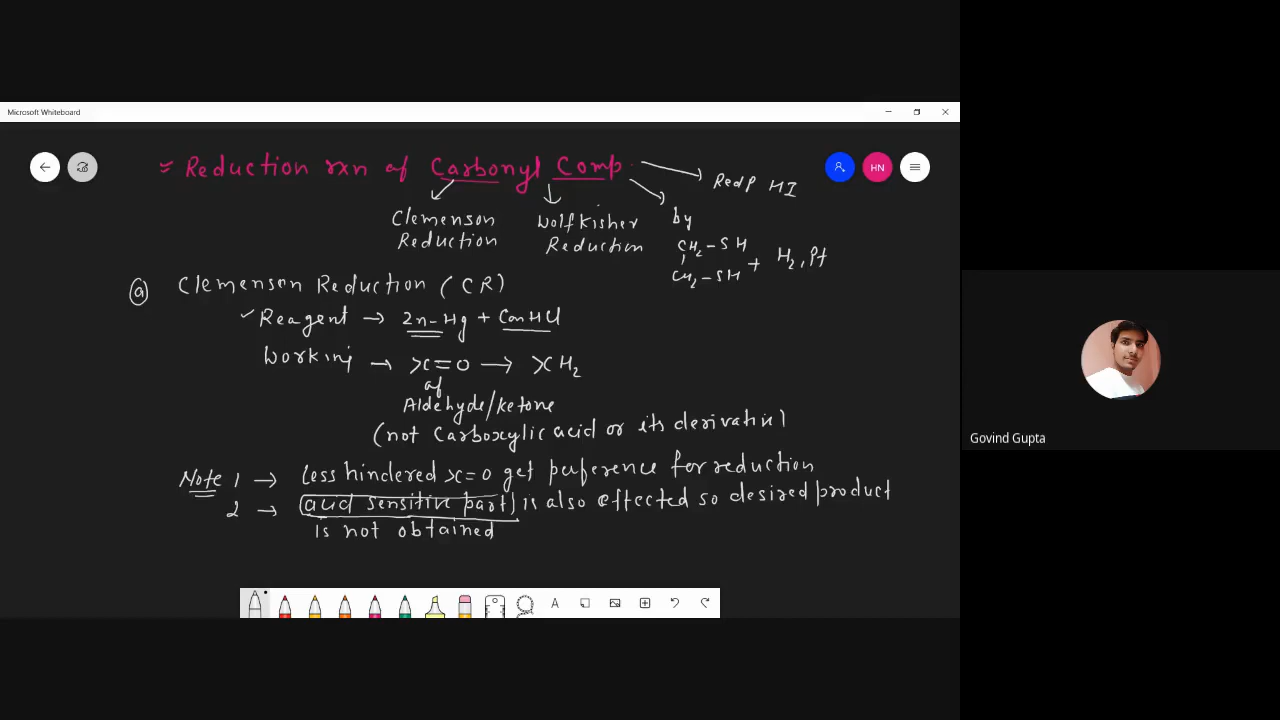 Microsoft Whiteboard
= Reduction rxn of Carbonyl Comp.
Red P HI
Clemenson
Reduction
Wolf Kisher
Reduction
by
CH2-SH
CH2-SH + H2, Pt
HN
(a) Clemenson Reduction (CR)
✓ Reagent → Zn-Hg + Con HCl
Working → >C=O → >CH2
of
Aldehyde/ketone
(not Carboxylic acid or its derivative)
Note 1 → less hindered >C=O get preference for reduction
2 → (acid sensitive part) is also effected so desired product
is not obtained
A
Govind Gupta